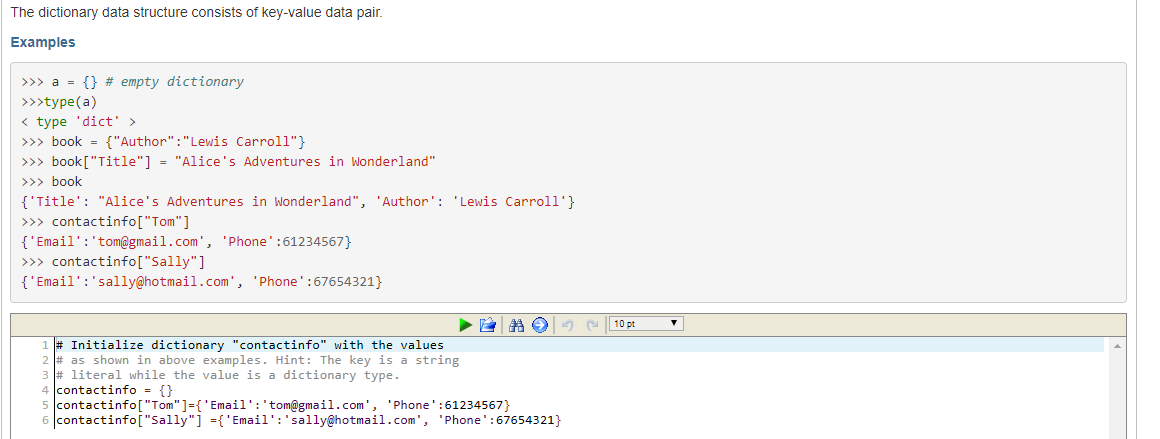 The dictionary data structure consists of key-value data pair.
Examples
>>> a = {} # empty dictionary
>>>type(a)
< type 'dict' >
>>> book = {"Author":"Lewis Carroll"}
>>> book["Title"] = "Alice's Adventures in Wonderland"
>>> book
{'Title': "Alice's Adventures in Wonderland", 'Author': 'Lewis Carroll'}
>>> contactinfo["Tom"]
{'Email':'tom@gmail.com', 'Phone':61234567}
>>> contactinfo["Sally"]
{'Email':'sally@hotmail.com', 'Phone':67654321}
10 pt
1 # Initialize dictionary "contactinfo" with the values
2 # as shown in above examples. Hint: The key is a string
3 # literal while the value is a dictionary type.
4 contactinfo = {}
5 contactinfo["Tom"]={'Email':'tom@gmail.com', 'Phone':61234567}
6 contactinfo["Sally"] ={'Email':'sally@hotmail.com', 'Phone':67654321}